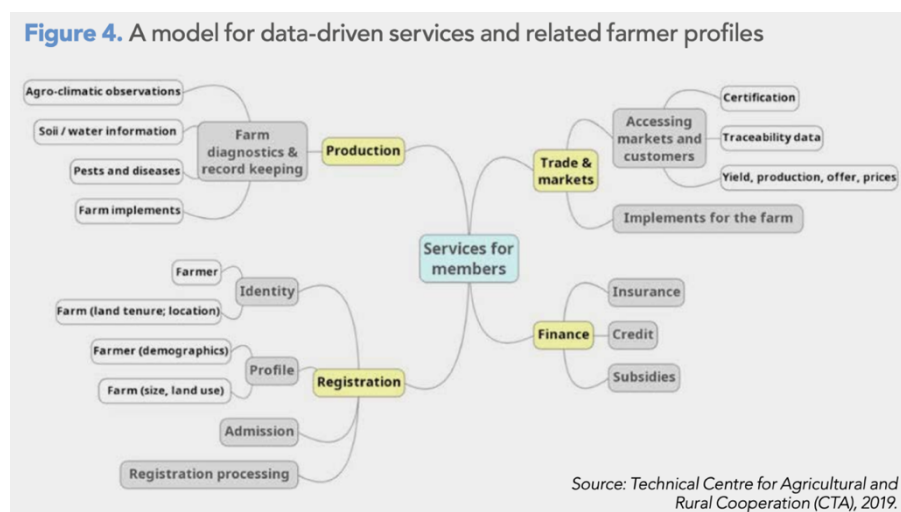 Figure 4. A model for data-driven services and related farmer profiles
Agro-climatic observations
Soil / water information
Pests and diseases
Farm implements
Farm
diagnostics &
record keeping
Production
Farmer
Farm (land tenure; location)
Identity
Farmer (demographics)
Farm (size, land use)
Profile
Admission
Registration processing
Registration
Services for
members
Trade &
markets
Accessing
markets and
customers
Certification
Traceability data
Yield, production, offer, prices
Implements for the farm
Finance
Insurance
Credit
Subsidies
Source: Technical Centre for Agricultural and
Rural Cooperation (CTA), 2019.